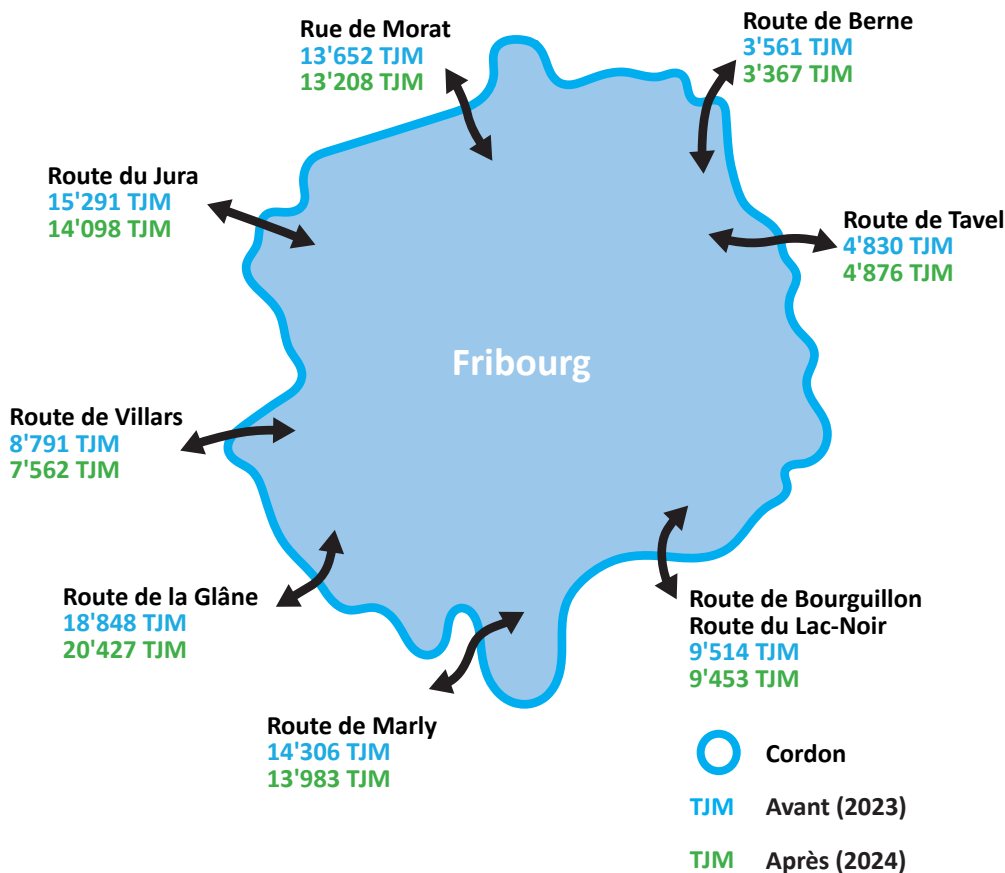 Rue de Morat
13'652 TJM
13'208 TJM
Route de Berne
3'561 TJM
3'367 TJM
Route du Jura
15'291 TJM
14'098 TJM
Route de Tavel
4'830 TJM
4'876 TJM
Fribourg
Route de Villars
8'791 TJM
7'562 TJM
Route de la Glâne
18'848 TJM
20'427 TJM
Route de Bourguillon
Route du Lac-Noir
9'514 TJM
9'453 TJM
Route de Marly
14'306 TJM
13'983 TJM
Cordon
TJM Avant (2023)
TJM Après (2024)